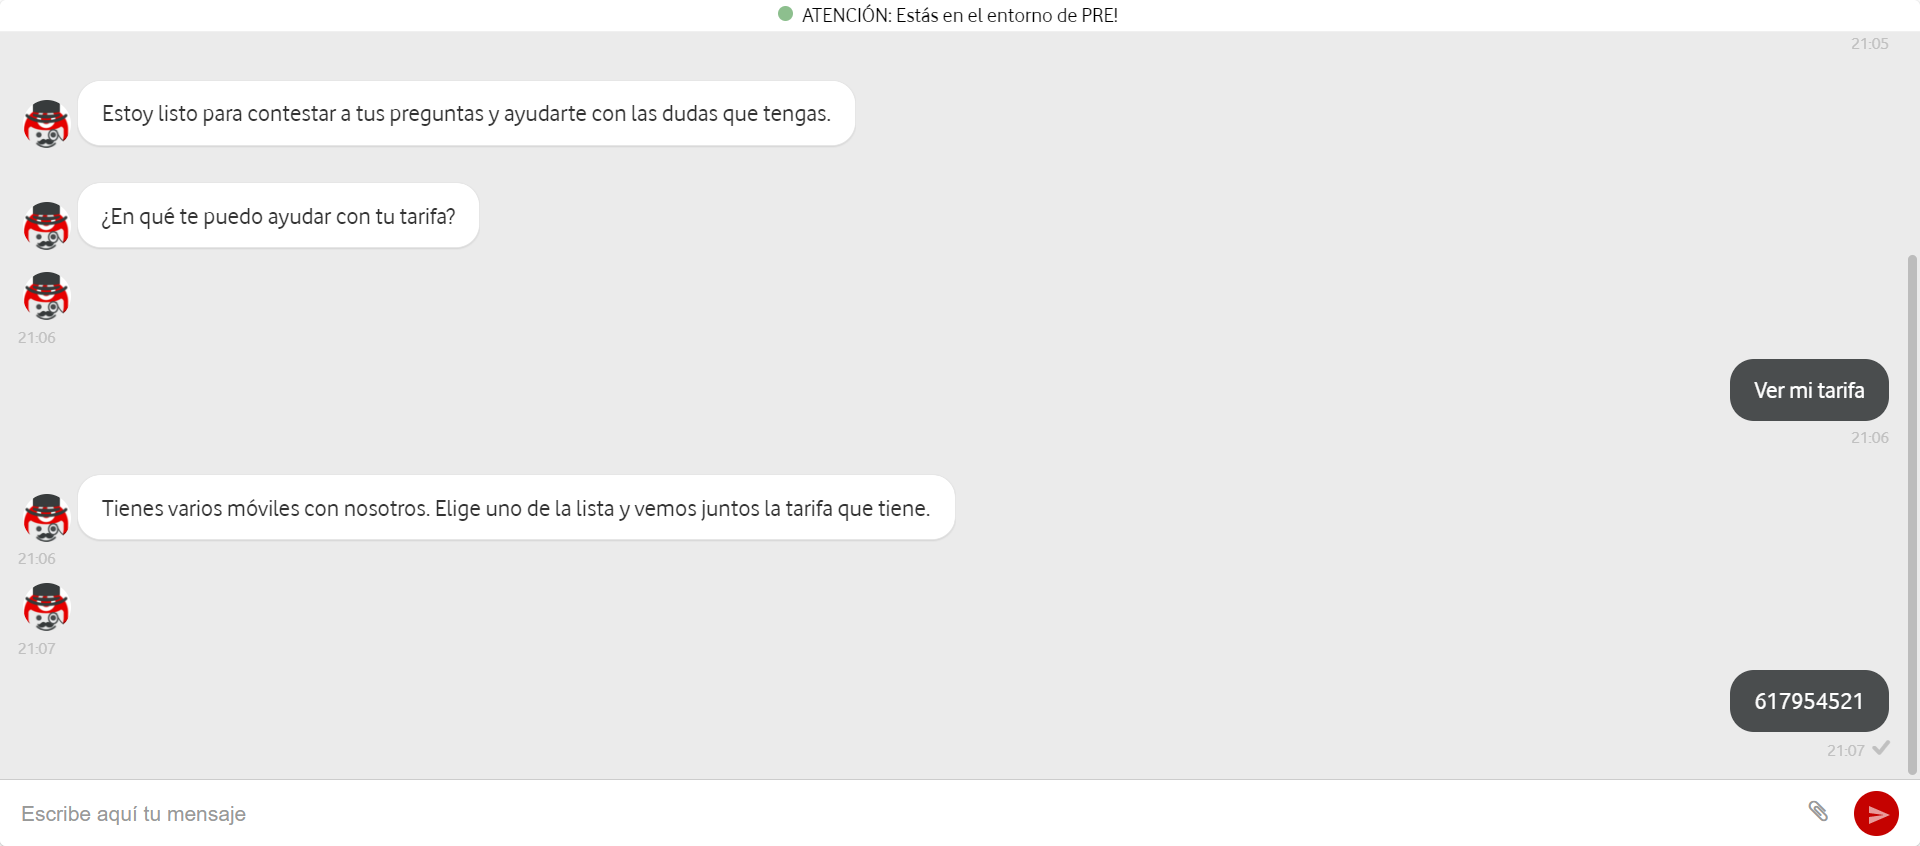 ATENCIÓN: Estás en el entorno de PRE!
21:05
Estoy listo para contestar a tus preguntas y ayudarte con las dudas que tengas.
¿En qué te puedo ayudar con tu tarifa?
21:06
Ver mi tarifa
21:06
Tienes varios móviles con nosotros. Elige uno de la lista y vemos juntos la tarifa que tiene.
21:06
21:07
617954521
21:07
Escribe aquí tu mensaje